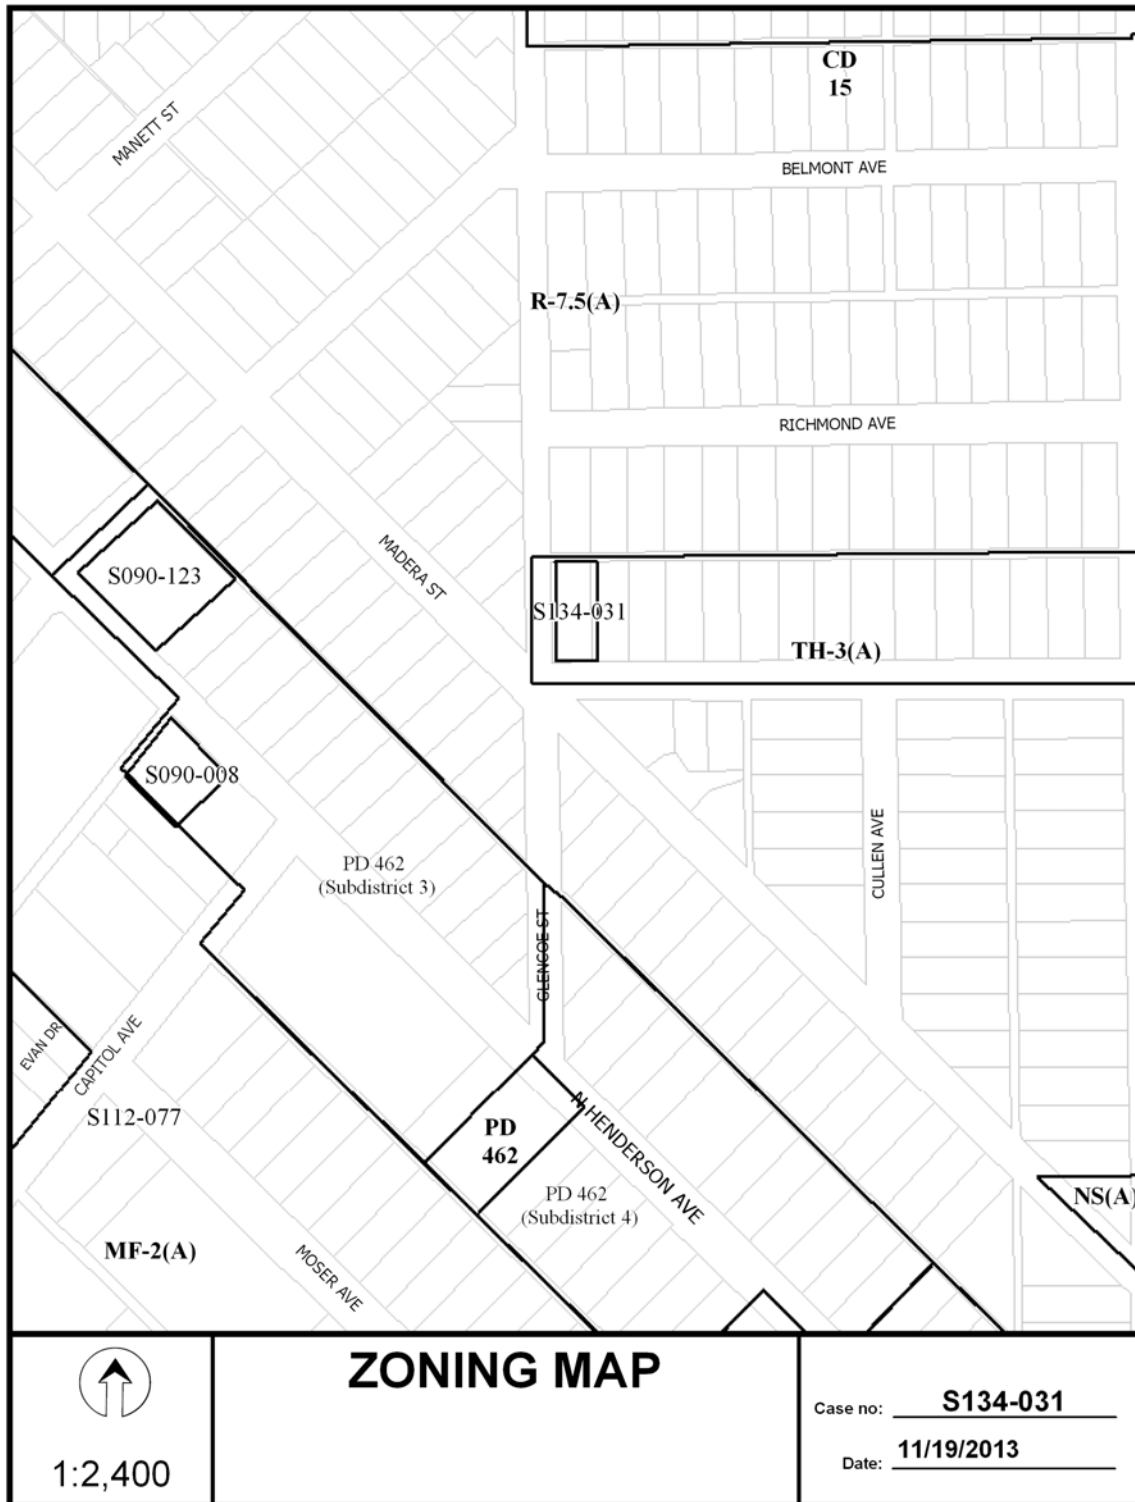 CD
15
MANETT ST
BELMONT AVE
R-7.5(A)
RICHMOND AVE
MADERA ST
S090-123
S134-031
TH-3(A)
S090-008
CULLEN AVE
PD 462
(Subdistrict 3)
GLENCOE ST
EVAN DR
CAPITOL AVE
S112-077
PD
462
N HENDERSON AVE
PD 462
(Subdistrict 4)
NS(A)
MF-2(A)
MOSER AVE
1:2,400
ZONING MAP
Case no: S134-031
Date: 11/19/2013